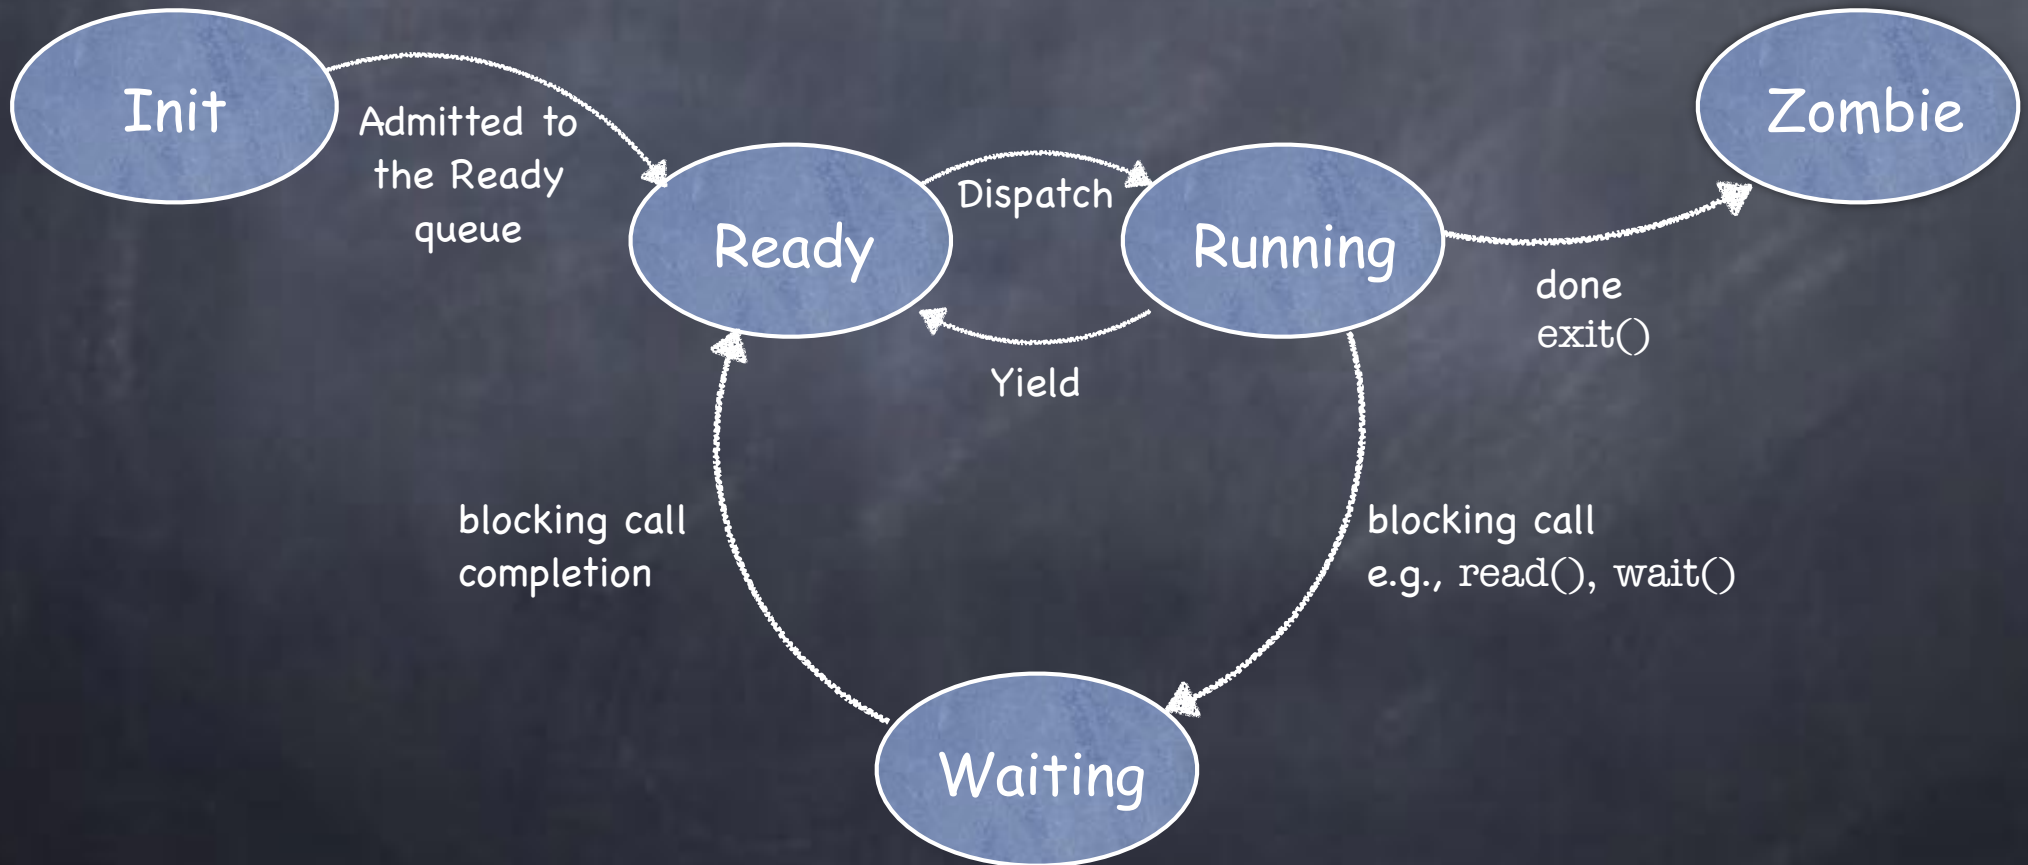 Init
Admitted to
the Ready
queue
Ready
Dispatch
Yield
Running
Zombie
done
exit()
blocking call
completion
blocking call
e.g., read(), wait()
Waiting